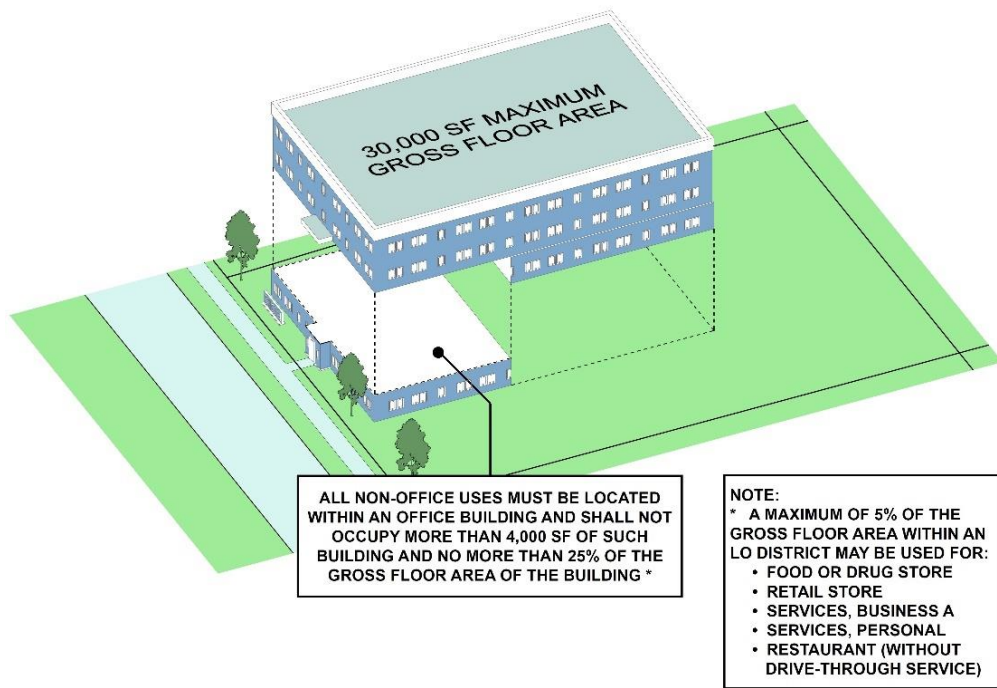 30,000 SF MAXIMUM
GROSS FLOOR AREA
ALL NON-OFFICE USES MUST BE LOCATED
WITHIN AN OFFICE BUILDING AND SHALL NOT
OCCUPY MORE THAN 4,000 SF OF SUCH
BUILDING AND NO MORE THAN 25% OF THE
GROSS FLOOR AREA OF THE BUILDING *
NOTE:
* A MAXIMUM OF 5% OF THE
GROSS FLOOR AREA WITHIN AN
LO DISTRICT MAY BE USED FOR:
• FOOD OR DRUG STORE
• RETAIL STORE
• SERVICES, BUSINESS A
• SERVICES, PERSONAL
• RESTAURANT (WITHOUT
DRIVE-THROUGH SERVICE)